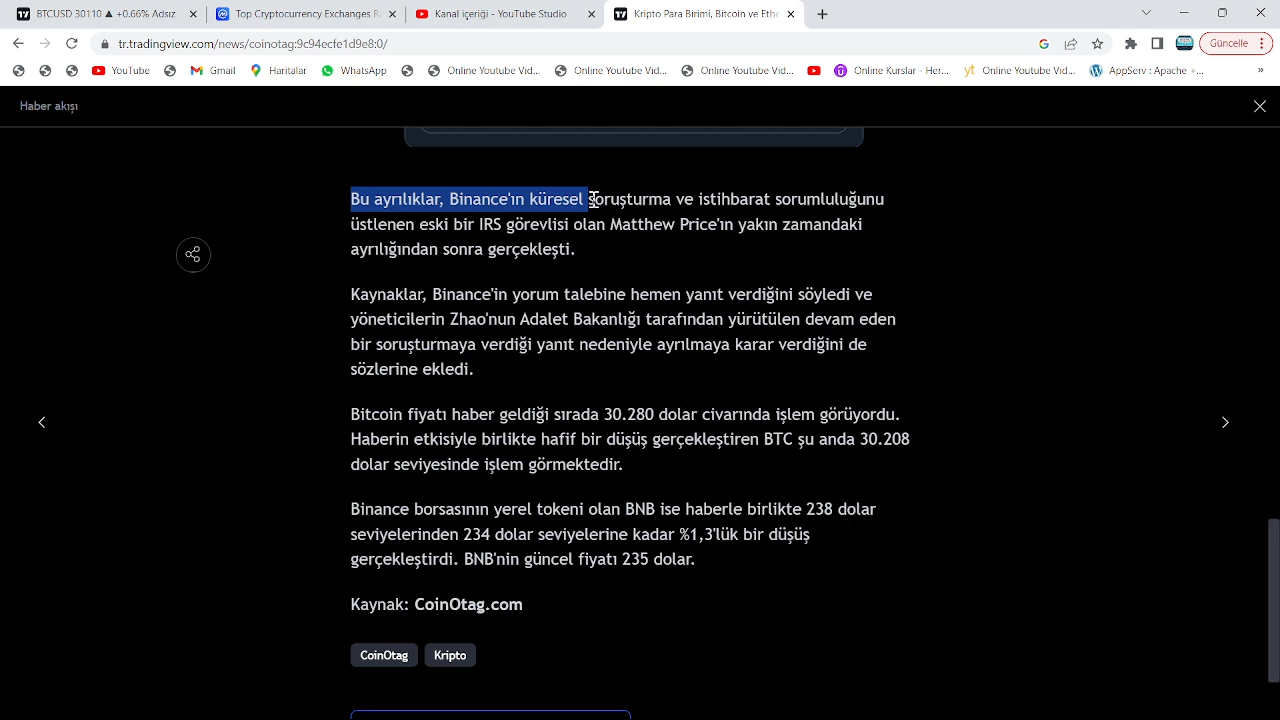 BTCUSD 30110 ▲ +0.66% Adsız
Top Cryptocurrency Exchanges R
Kanal içeriği - YouTube Studio
Kripto Para Birimi, Bitcoin ve Ethe
tr.tradingview.com/news/coinotag:9c94ecfe1d9e8:0/
Güncelle
YouTube
Gmail
Haritalar
WhatsApp
Online Youtube Vid...
Online Youtube Vid...
Online Youtube Vid...
Online Kurslar - Her...
yt Online Youtube Vid...
AppServ : Apache +...
»
Haber akışı
Bu ayrılıklar, Binance'ın küresel soruşturma ve istihbarat sorumluluğunu
üstlenen eski bir IRS görevlisi olan Matthew Price'ın yakın zamandaki
ayrılığından sonra gerçekleşti.
Kaynaklar, Binance'in yorum talebine hemen yanıt verdiğini söyledi ve
yöneticilerin Zhao'nun Adalet Bakanlığı tarafından yürütülen devam eden
bir soruşturmaya verdiği yanıt nedeniyle ayrılmaya karar verdiğini de
sözlerine ekledi.
Bitcoin fiyatı haber geldiği sırada 30.280 dolar civarında işlem görüyordu.
Haberin etkisiyle birlikte hafif bir düşüş gerçekleştiren BTC şu anda 30.208
dolar seviyesinde işlem görmektedir.
Binance borsasının yerel tokeni olan BNB ise haberle birlikte 238 dolar
seviyelerinden 234 dolar seviyelerine kadar %1,3'lük bir düşüş
gerçekleştirdi. BNB'nin güncel fiyatı 235 dolar.
Kaynak: CoinOtag.com
CoinOtag
Kripto